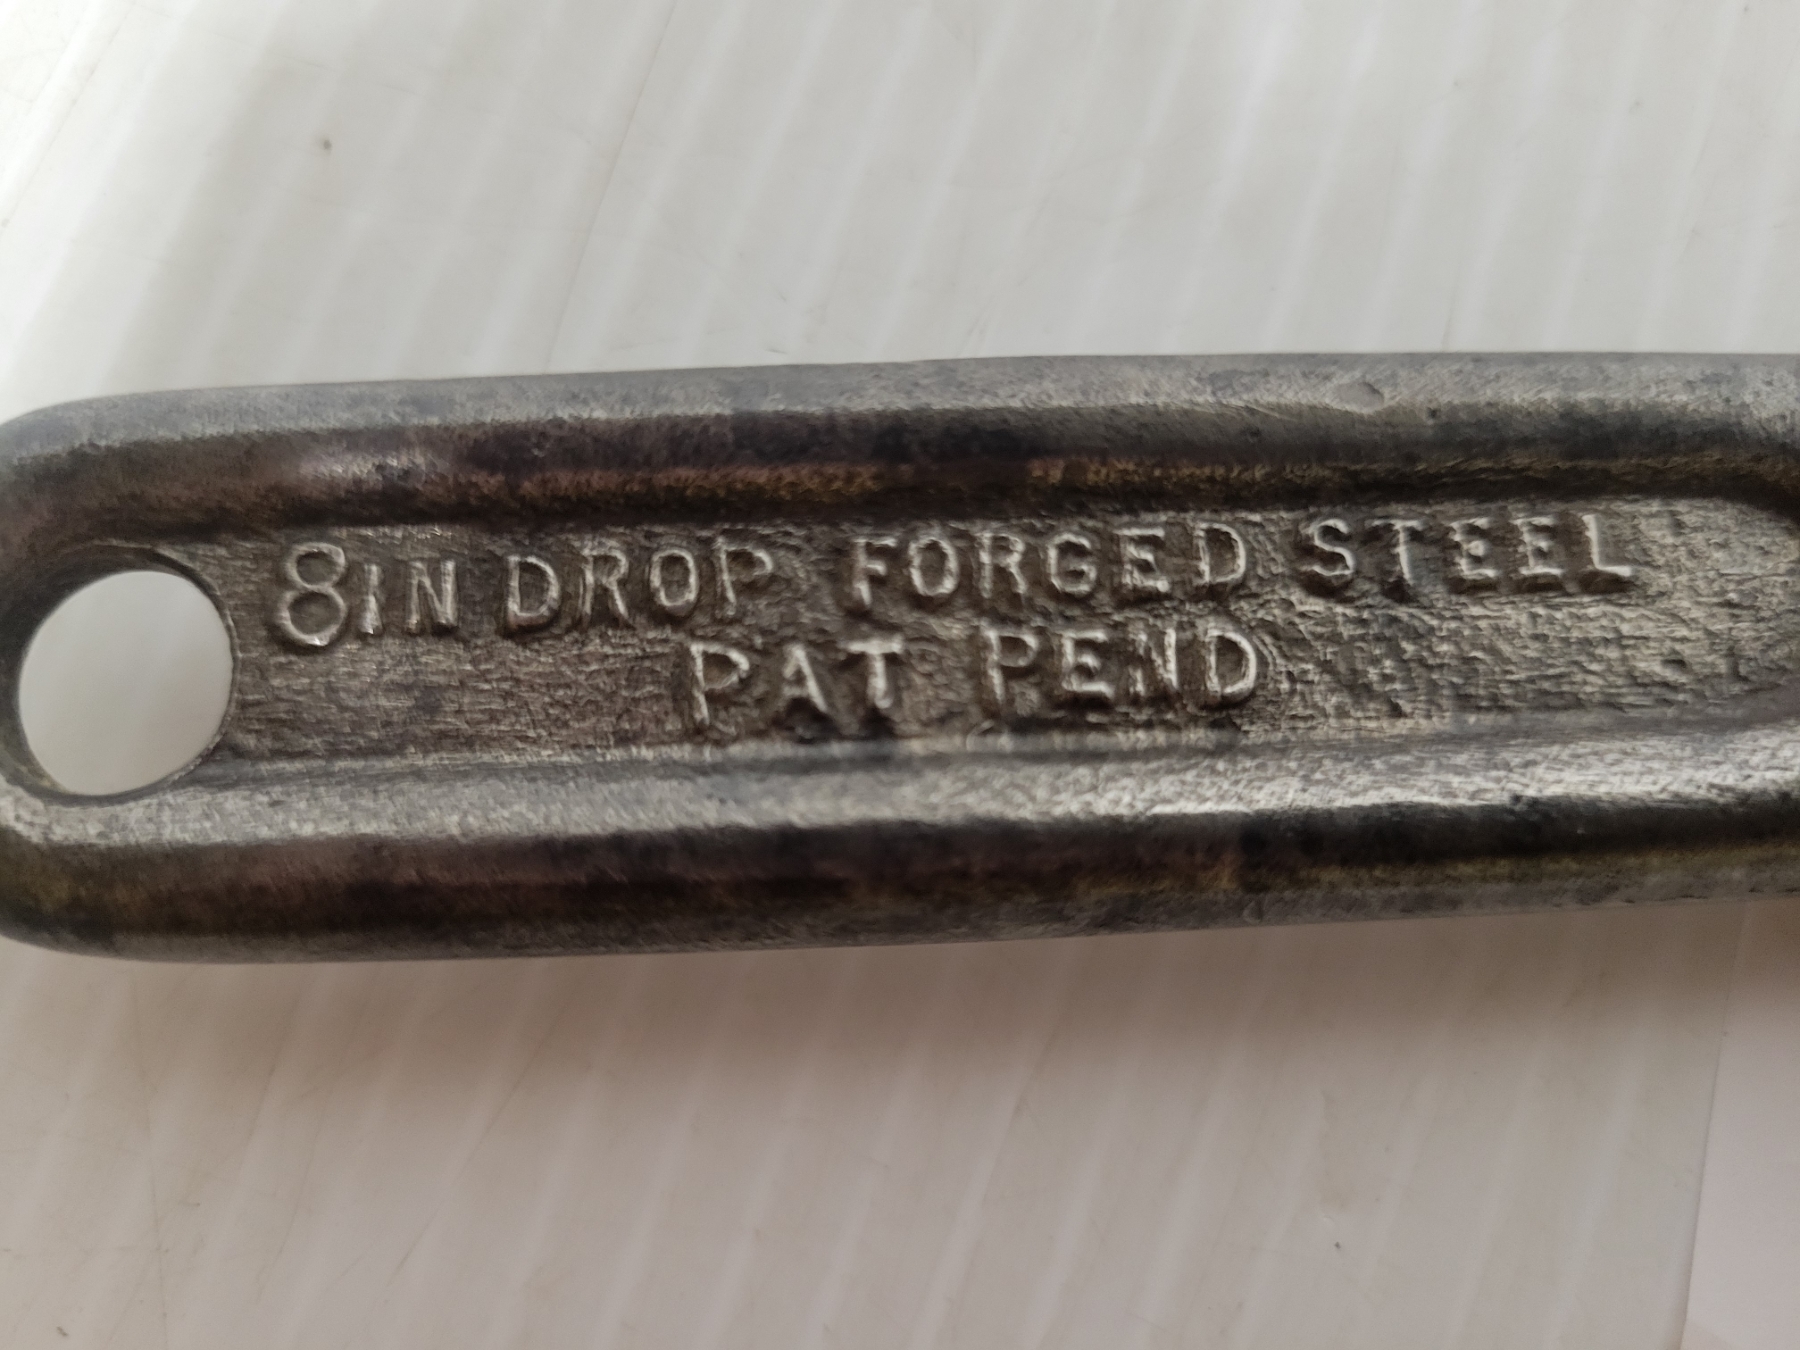 8IN DROP FORGED STEEL
PAT PEND